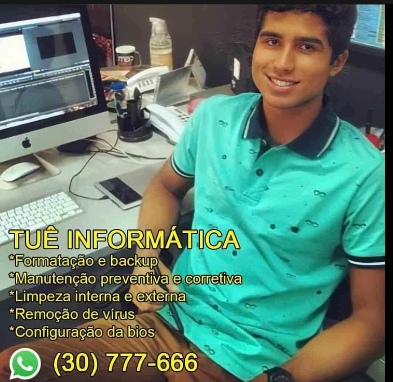 TUÊ INFORMÁTICA
*Formatação e backup
*Manutenção preventiva e corretiva
*Limpeza interna e externa
*Remoção de vírus
*Configuração da bios
(30) 777-666